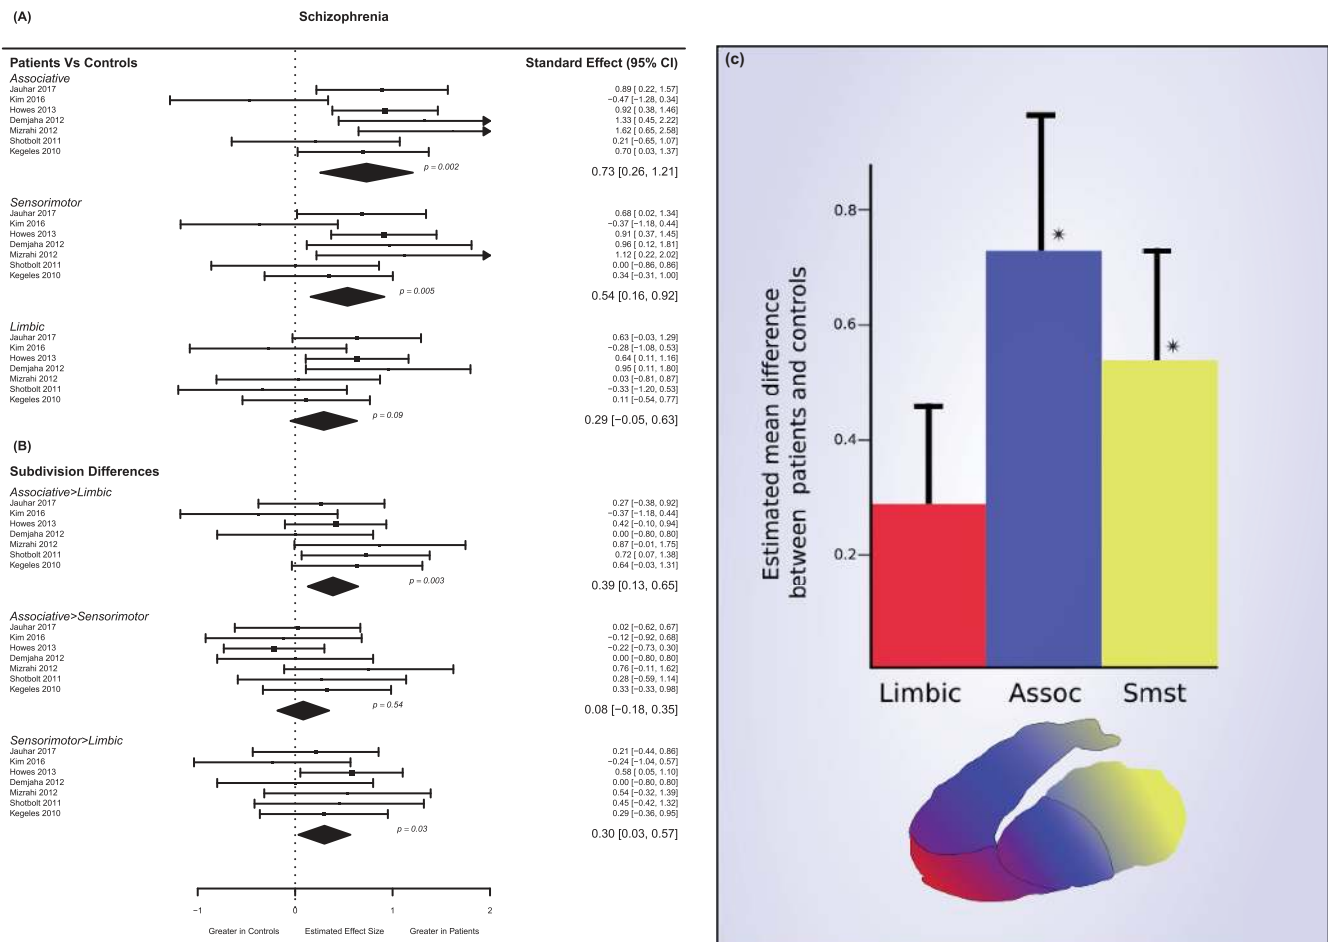 (A)
Schizophrenia
Patients Vs Controls Standard Effect (95% CI)
Associative
Jauhar 2017 0.89 [ 0.22, 1.57]
Kim 2016 −0.47 [−1.28, 0.34]
Howes 2013 0.92 [ 0.38, 1.46]
Demjaha 2012 1.33 [ 0.45, 2.22]
Mizrahi 2012 1.62 [ 0.65, 2.58]
Shotbolt 2011 0.21 [−0.65, 1.07]
Kegeles 2010 0.70 [ 0.03, 1.37]
p = 0.002
0.73 [0.26, 1.21]
Sensorimotor
Jauhar 2017 0.68 [ 0.02, 1.34]
Kim 2016 −0.37 [−1.18, 0.44]
Howes 2013 0.91 [ 0.37, 1.45]
Demjaha 2012 0.96 [ 0.12, 1.81]
Mizrahi 2012 1.12 [ 0.22, 2.02]
Shotbolt 2011 0.00 [−0.86, 0.86]
Kegeles 2010 0.34 [−0.31, 1.00]
p = 0.005
0.54 [0.16, 0.92]
Limbic
Jauhar 2017 0.63 [−0.03, 1.29]
Kim 2016 −0.28 [−1.08, 0.53]
Howes 2013 0.64 [ 0.11, 1.16]
Demjaha 2012 0.95 [ 0.11, 1.80]
Mizrahi 2012 0.03 [−0.81, 0.87]
Shotbolt 2011 −0.33 [−1.20, 0.53]
Kegeles 2010 0.11 [−0.54, 0.77]
p = 0.09
0.29 [−0.05, 0.63]
(B)
Subdivision Differences
Associative>Limbic
Jauhar 2017 0.27 [−0.38, 0.92]
Kim 2016 −0.37 [−1.18, 0.44]
Howes 2013 0.42 [−0.10, 0.94]
Demjaha 2012 0.00 [−0.80, 0.80]
Mizrahi 2012 0.87 [−0.01, 1.75]
Shotbolt 2011 0.72 [ 0.07, 1.38]
Kegeles 2010 0.64 [−0.03, 1.31]
p = 0.003
0.39 [0.13, 0.65]
Associative>Sensorimotor
Jauhar 2017 0.02 [−0.62, 0.67]
Kim 2016 −0.12 [−0.92, 0.68]
Howes 2013 −0.22 [−0.73, 0.30]
Demjaha 2012 0.00 [−0.80, 0.80]
Mizrahi 2012 0.76 [−0.11, 1.62]
Shotbolt 2011 0.28 [−0.59, 1.14]
Kegeles 2010 0.33 [−0.33, 0.98]
p = 0.54
0.08 [−0.18, 0.35]
Sensorimotor>Limbic
Jauhar 2017 0.21 [−0.44, 0.86]
Kim 2016 −0.24 [−1.04, 0.57]
Howes 2013 0.58 [ 0.05, 1.10]
Demjaha 2012 0.00 [−0.80, 0.80]
Mizrahi 2012 0.54 [−0.32, 1.39]
Shotbolt 2011 0.45 [−0.42, 1.32]
Kegeles 2010 0.29 [−0.36, 0.95]
p = 0.03
0.30 [0.03, 0.57]
−1 0 1 2
Greater in Controls Estimated Effect Size Greater in Patients
(c)
Estimated mean difference
between patients and controls
0.8
0.6
0.4
0.2
Limbic Assoc Smst